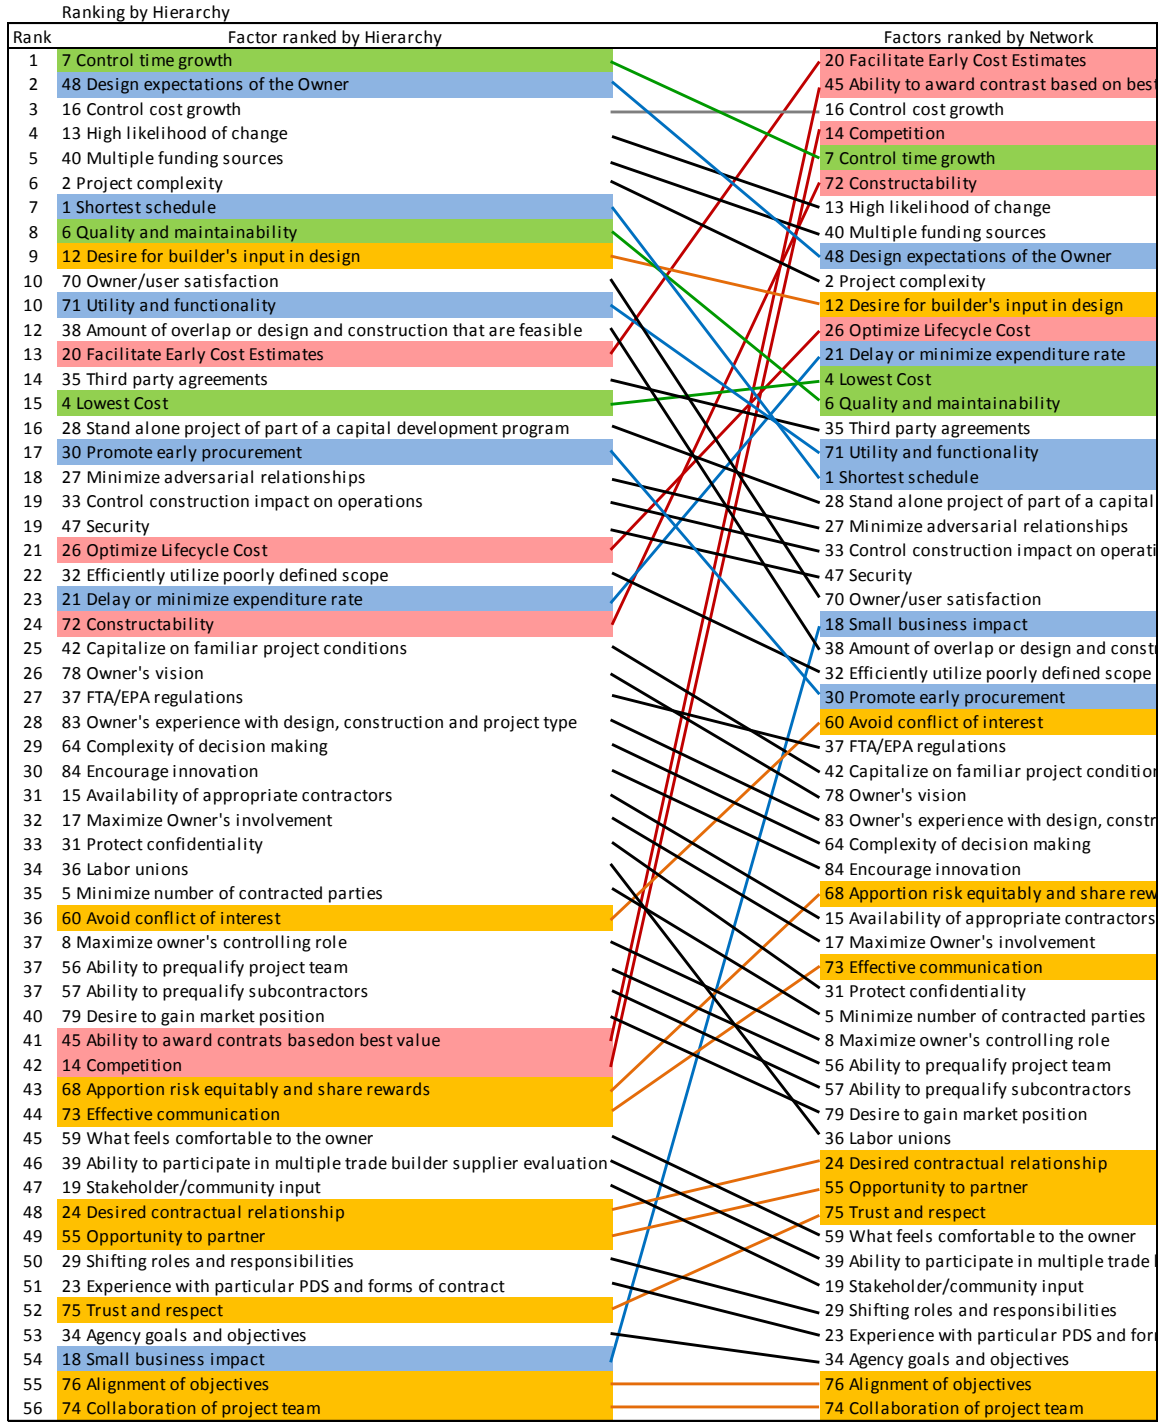 Ranking by Hierarchy
Rank Factor ranked by Hierarchy Factors ranked by Network
1 7 Control time growth 20 Facilitate Early Cost Estimates
2 48 Design expectations of the Owner 45 Ability to award contrast based on best
3 16 Control cost growth 16 Control cost growth
4 13 High likelihood of change 14 Competition
5 40 Multiple funding sources 7 Control time growth
6 2 Project complexity 72 Constructability
7 1 Shortest schedule 13 High likelihood of change
8 6 Quality and maintainability 40 Multiple funding sources
9 12 Desire for builder's input in design 48 Design expectations of the Owner
10 70 Owner/user satisfaction 2 Project complexity
10 71 Utility and functionality 12 Desire for builder's input in design
12 38 Amount of overlap or design and construction that are feasible 26 Optimize Lifecycle Cost
13 20 Facilitate Early Cost Estimates 21 Delay or minimize expenditure rate
14 35 Third party agreements 4 Lowest Cost
15 4 Lowest Cost 6 Quality and maintainability
16 28 Stand alone project of part of a capital development program 35 Third party agreements
17 30 Promote early procurement 71 Utility and functionality
18 27 Minimize adversarial relationships 1 Shortest schedule
19 33 Control construction impact on operations 28 Stand alone project of part of a capital
19 47 Security 27 Minimize adversarial relationships
21 26 Optimize Lifecycle Cost 33 Control construction impact on operati
22 32 Efficiently utilize poorly defined scope 47 Security
23 21 Delay or minimize expenditure rate 70 Owner/user satisfaction
24 72 Constructability 18 Small business impact
25 42 Capitalize on familiar project conditions 38 Amount of overlap or design and constr
26 78 Owner's vision 32 Efficiently utilize poorly defined scope
27 37 FTA/EPA regulations 30 Promote early procurement
28 83 Owner's experience with design, construction and project type 60 Avoid conflict of interest
29 64 Complexity of decision making 37 FTA/EPA regulations
30 84 Encourage innovation 42 Capitalize on familiar project condition
31 15 Availability of appropriate contractors 78 Owner's vision
32 17 Maximize Owner's involvement 83 Owner's experience with design, constr
33 31 Protect confidentiality 64 Complexity of decision making
34 36 Labor unions 84 Encourage innovation
35 5 Minimize number of contracted parties 68 Apportion risk equitably and share rew
36 60 Avoid conflict of interest 15 Availability of appropriate contractors
37 8 Maximize owner's controlling role 17 Maximize Owner's involvement
37 56 Ability to prequalify project team 73 Effective communication
37 57 Ability to prequalify subcontractors 31 Protect confidentiality
40 79 Desire to gain market position 5 Minimize number of contracted parties
41 45 Ability to award contrats basedon best value 8 Maximize owner's controlling role
42 14 Competition 56 Ability to prequalify project team
43 68 Apportion risk equitably and share rewards 57 Ability to prequalify subcontractors
44 73 Effective communication 79 Desire to gain market position
45 59 What feels comfortable to the owner 36 Labor unions
46 39 Ability to participate in multiple trade builder supplier evaluation 24 Desired contractual relationship
47 19 Stakeholder/community input 55 Opportunity to partner
48 24 Desired contractual relationship 75 Trust and respect
49 55 Opportunity to partner 59 What feels comfortable to the owner
50 29 Shifting roles and responsibilities 39 Ability to participate in multiple trade
51 23 Experience with particular PDS and forms of contract 19 Stakeholder/community input
52 75 Trust and respect 29 Shifting roles and responsibilities
53 34 Agency goals and objectives 23 Experience with particular PDS and for
54 18 Small business impact 34 Agency goals and objectives
55 76 Alignment of objectives 76 Alignment of objectives
56 74 Collaboration of project team 74 Collaboration of project team